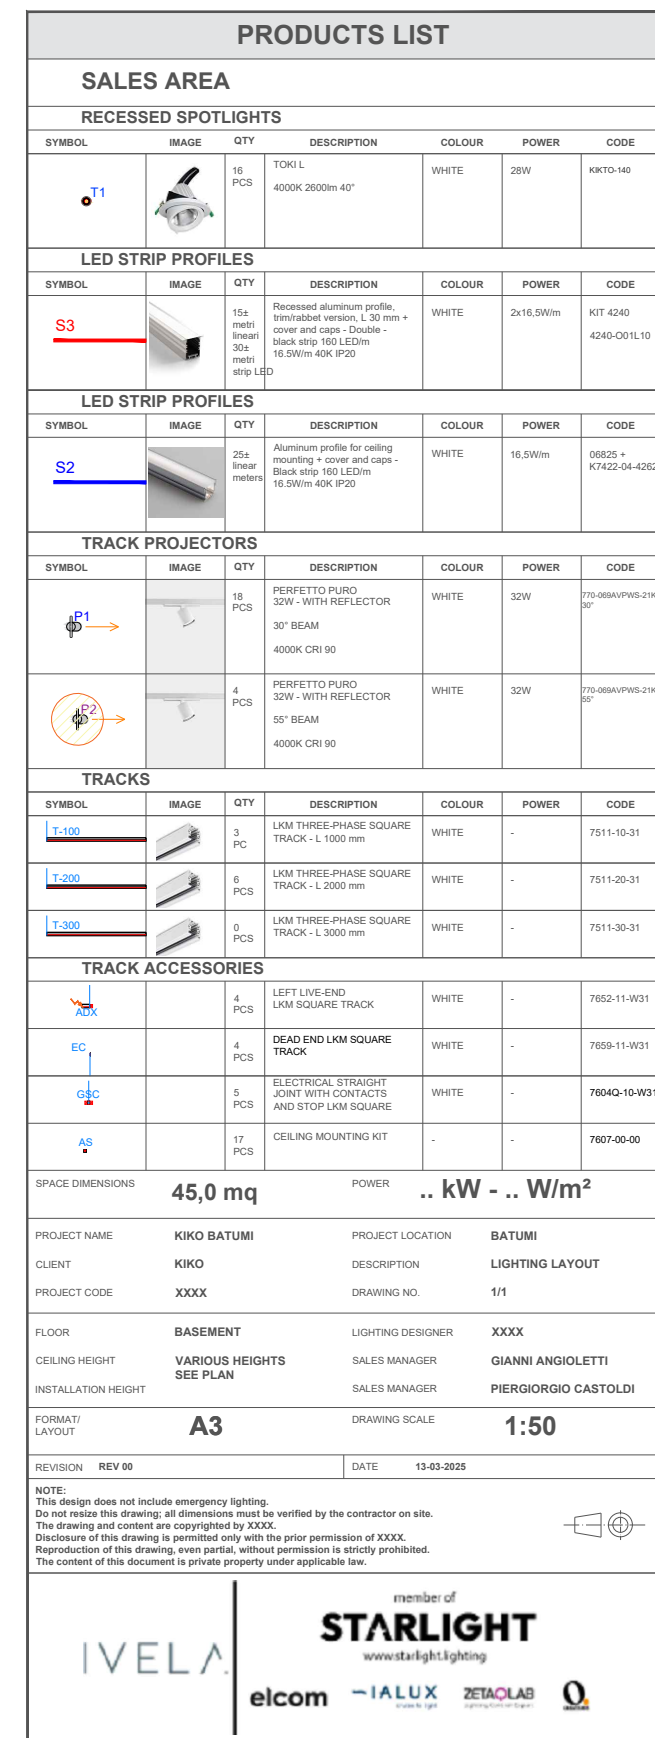 PRODUCTS LIST
SALES AREA
RECESSED SPOTLIGHTS
SYMBOL IMAGE QTY DESCRIPTION COLOUR POWER CODE
T1
16
PCS
TOKI L
4000K 2600lm 40°
WHITE
28W
KIKTO-140
LED STRIP PROFILES
SYMBOL IMAGE QTY DESCRIPTION COLOUR POWER CODE
S3
15±
metri
lineari
30±
metri
strip LED
Recessed aluminum profile,
trim/rabbet version, L 30 mm +
cover and caps - Double -
black strip 160 LED/m
16.5W/m 40K IP20
WHITE
2x16,5W/m
KIT 4240
4240-O01L10
LED STRIP PROFILES
SYMBOL IMAGE QTY DESCRIPTION COLOUR POWER CODE
S2
25±
linear
meters
Aluminum profile for ceiling
mounting + cover and caps -
Black strip 160 LED/m
16.5W/m 40K IP20
WHITE
16,5W/m
06825 +
K7422-04-4262
TRACK PROJECTORS
SYMBOL IMAGE QTY DESCRIPTION COLOUR POWER CODE
P1
18
PCS
PERFETTO PURO
32W - WITH REFLECTOR
30° BEAM
4000K CRI 90
WHITE
32W
770-069AVPWS-21K
30°
P2
4
PCS
PERFETTO PURO
32W - WITH REFLECTOR
55° BEAM
4000K CRI 90
WHITE
32W
770-069AVPWS-21K
55°
TRACKS
SYMBOL IMAGE QTY DESCRIPTION COLOUR POWER CODE
T-100
3
PC
LKM THREE-PHASE SQUARE
TRACK - L 1000 mm
WHITE
-
7511-10-31
T-200
6
PCS
LKM THREE-PHASE SQUARE
TRACK - L 2000 mm
WHITE
-
7511-20-31
T-300
0
PCS
LKM THREE-PHASE SQUARE
TRACK - L 3000 mm
WHITE
-
7511-30-31
TRACK ACCESSORIES
ADX
4
PCS
LEFT LIVE-END
LKM SQUARE TRACK
WHITE
-
7652-11-W31
EC
4
PCS
DEAD END LKM SQUARE
TRACK
WHITE
-
7659-11-W31
GSC
5
PCS
ELECTRICAL STRAIGHT
JOINT WITH CONTACTS
AND STOP LKM SQUARE
WHITE
-
7604Q-10-W31
AS
17
PCS
CEILING MOUNTING KIT
-
-
7607-00-00
SPACE DIMENSIONS 45,0 mq POWER .. kW - .. W/m²
PROJECT NAME KIKO BATUMI PROJECT LOCATION BATUMI
CLIENT KIKO DESCRIPTION LIGHTING LAYOUT
PROJECT CODE XXXX DRAWING NO. 1/1
FLOOR BASEMENT LIGHTING DESIGNER XXXX
CEILING HEIGHT VARIOUS HEIGHTS SALES MANAGER GIANNI ANGIOLETTI
SEE PLAN
INSTALLATION HEIGHT SALES MANAGER PIERGIORGIO CASTOLDI
FORMAT/
LAYOUT
A3 DRAWING SCALE 1:50
REVISION REV 00 DATE 13-03-2025
NOTE:
This design does not include emergency lighting.
Do not resize this drawing; all dimensions must be verified by the contractor on site.
The drawing and content are copyrighted by XXXX.
Disclosure of this drawing is permitted only with the prior permission of XXXX.
Reproduction of this drawing, even partial, without permission is strictly prohibited.
The content of this document is private property under applicable law.
IVELA
member of
STARLIGHT
www.starlight.lighting
elcom IALUX ZETAQLAB